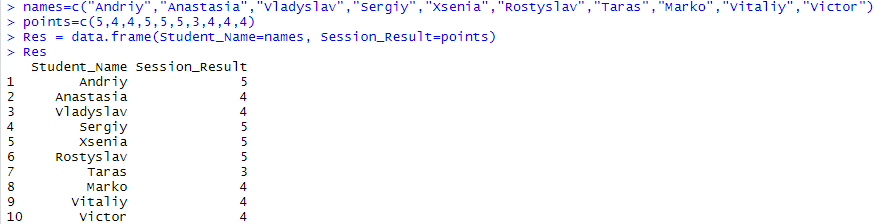 > names=c("Andriy","Anastasia","Vladyslav","Sergiy","Xsenia","Rostyslav","Taras","Marko","Vitaliy","Victor")
> points=c(5,4,4,5,5,5,3,4,4,4)
> Res = data.frame(Student_Name=names, Session_Result=points)
> Res
   Student_Name Session_Result
1        Andriy              5
2     Anastasia              4
3     Vladyslav              4
4        Sergiy              5
5        Xsenia              5
6     Rostyslav              5
7         Taras              3
8         Marko              4
9       Vitaliy              4
10       Victor              4